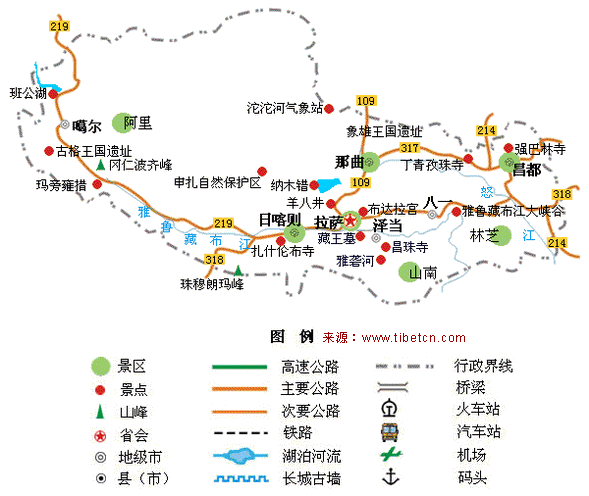 219
班公湖
噶尔
阿里
沱沱河气象站
109
象雄王国遗址
317
214
强巴林寺
那曲
丁青孜珠寺
昌都
古格王国遗址
冈仁波齐峰
玛旁雍措
申扎自然保护区
纳木错
109
羊八井
怒
江
318
214
雅鲁藏布江
219
日喀则
拉萨
布达拉宫
八一
雅鲁藏布江大峡谷
泽当
藏王墓
林芝
扎什伦布寺
318
昌珠寺
雅砻河
山南
珠穆朗玛峰
图 例 来源：www.tibetcn.com
景区 高速公路 行政界线
景点 主要公路 桥梁
山峰 次要公路 火车站
省会 铁路 汽车站
地级市 湖泊河流 机场
县（市） 长城古墙 码头